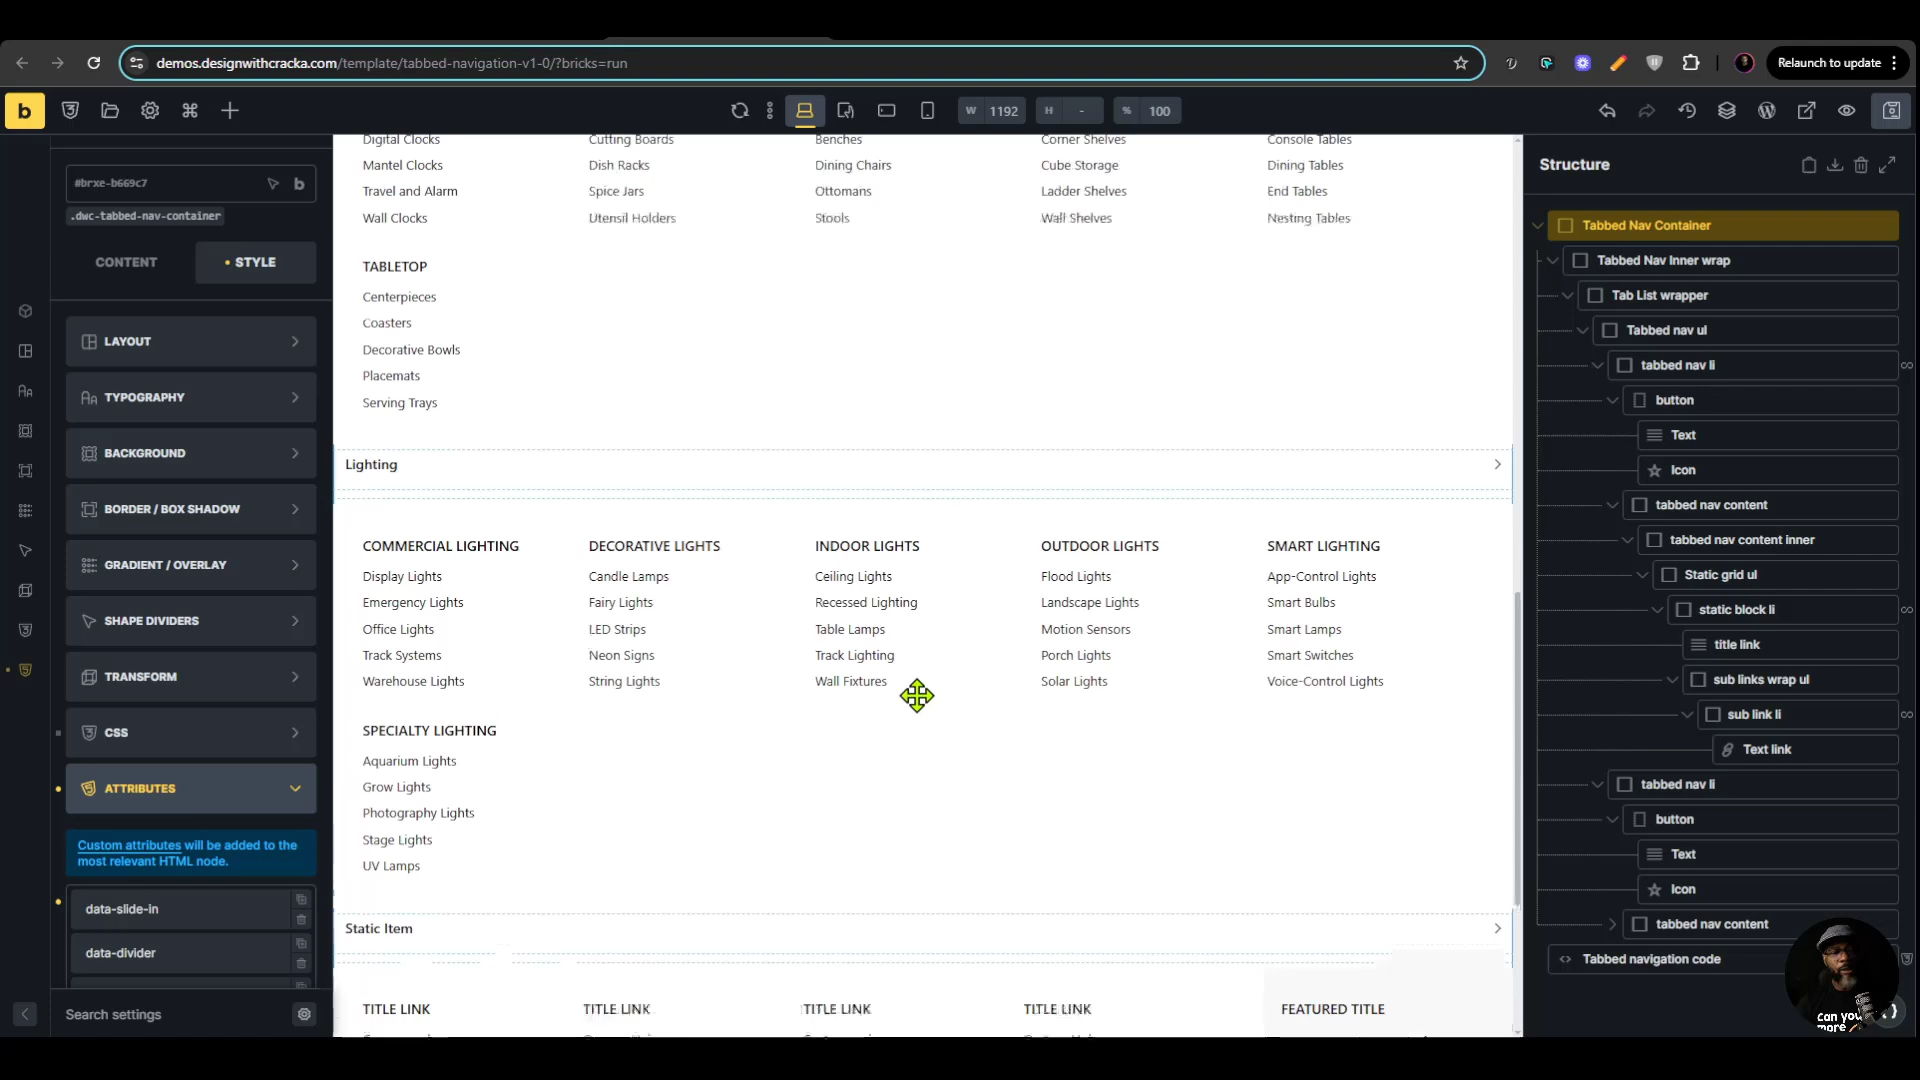 demos.designwithcracka.com/template/tabbed-navigation-v1-0/?bricks=run
Relaunch to update
b
W 1192
H -
% 100
#brxe-b669c7
b
.dwc-tabbed-nav-container
CONTENT
STYLE
LAYOUT
TYPOGRAPHY
BACKGROUND
BORDER / BOX SHADOW
GRADIENT / OVERLAY
SHAPE DIVIDERS
TRANSFORM
CSS
ATTRIBUTES
Custom attributes will be added to the
most relevant HTML node.
data-slide-in
data-divider
Search settings
Digital Clocks
Mantel Clocks
Travel and Alarm
Wall Clocks
Cutting Boards
Dish Racks
Spice Jars
Utensil Holders
Benches
Dining Chairs
Ottomans
Stools
Corner Shelves
Cube Storage
Ladder Shelves
Wall Shelves
Console Tables
Dining Tables
End Tables
Nesting Tables
TABLETOP
Centerpieces
Coasters
Decorative Bowls
Placemats
Serving Trays
Lighting
COMMERCIAL LIGHTING
Display Lights
Emergency Lights
Office Lights
Track Systems
Warehouse Lights
DECORATIVE LIGHTS
Candle Lamps
Fairy Lights
LED Strips
Neon Signs
String Lights
INDOOR LIGHTS
Ceiling Lights
Recessed Lighting
Table Lamps
Track Lighting
Wall Fixtures
OUTDOOR LIGHTS
Flood Lights
Landscape Lights
Motion Sensors
Porch Lights
Solar Lights
SMART LIGHTING
App-Control Lights
Smart Bulbs
Smart Lamps
Smart Switches
Voice-Control Lights
SPECIALTY LIGHTING
Aquarium Lights
Grow Lights
Photography Lights
Stage Lights
UV Lamps
Static Item
TITLE LINK
TITLE LINK
TITLE LINK
TITLE LINK
FEATURED TITLE
Structure
Tabbed Nav Container
Tabbed Nav Inner wrap
Tab List wrapper
Tabbed nav ul
tabbed nav li
button
Text
Icon
tabbed nav content
tabbed nav content inner
Static grid ul
static block li
title link
sub links wrap ul
sub link li
Text link
tabbed nav li
button
Text
Icon
tabbed nav content
Tabbed navigation code
can you
more